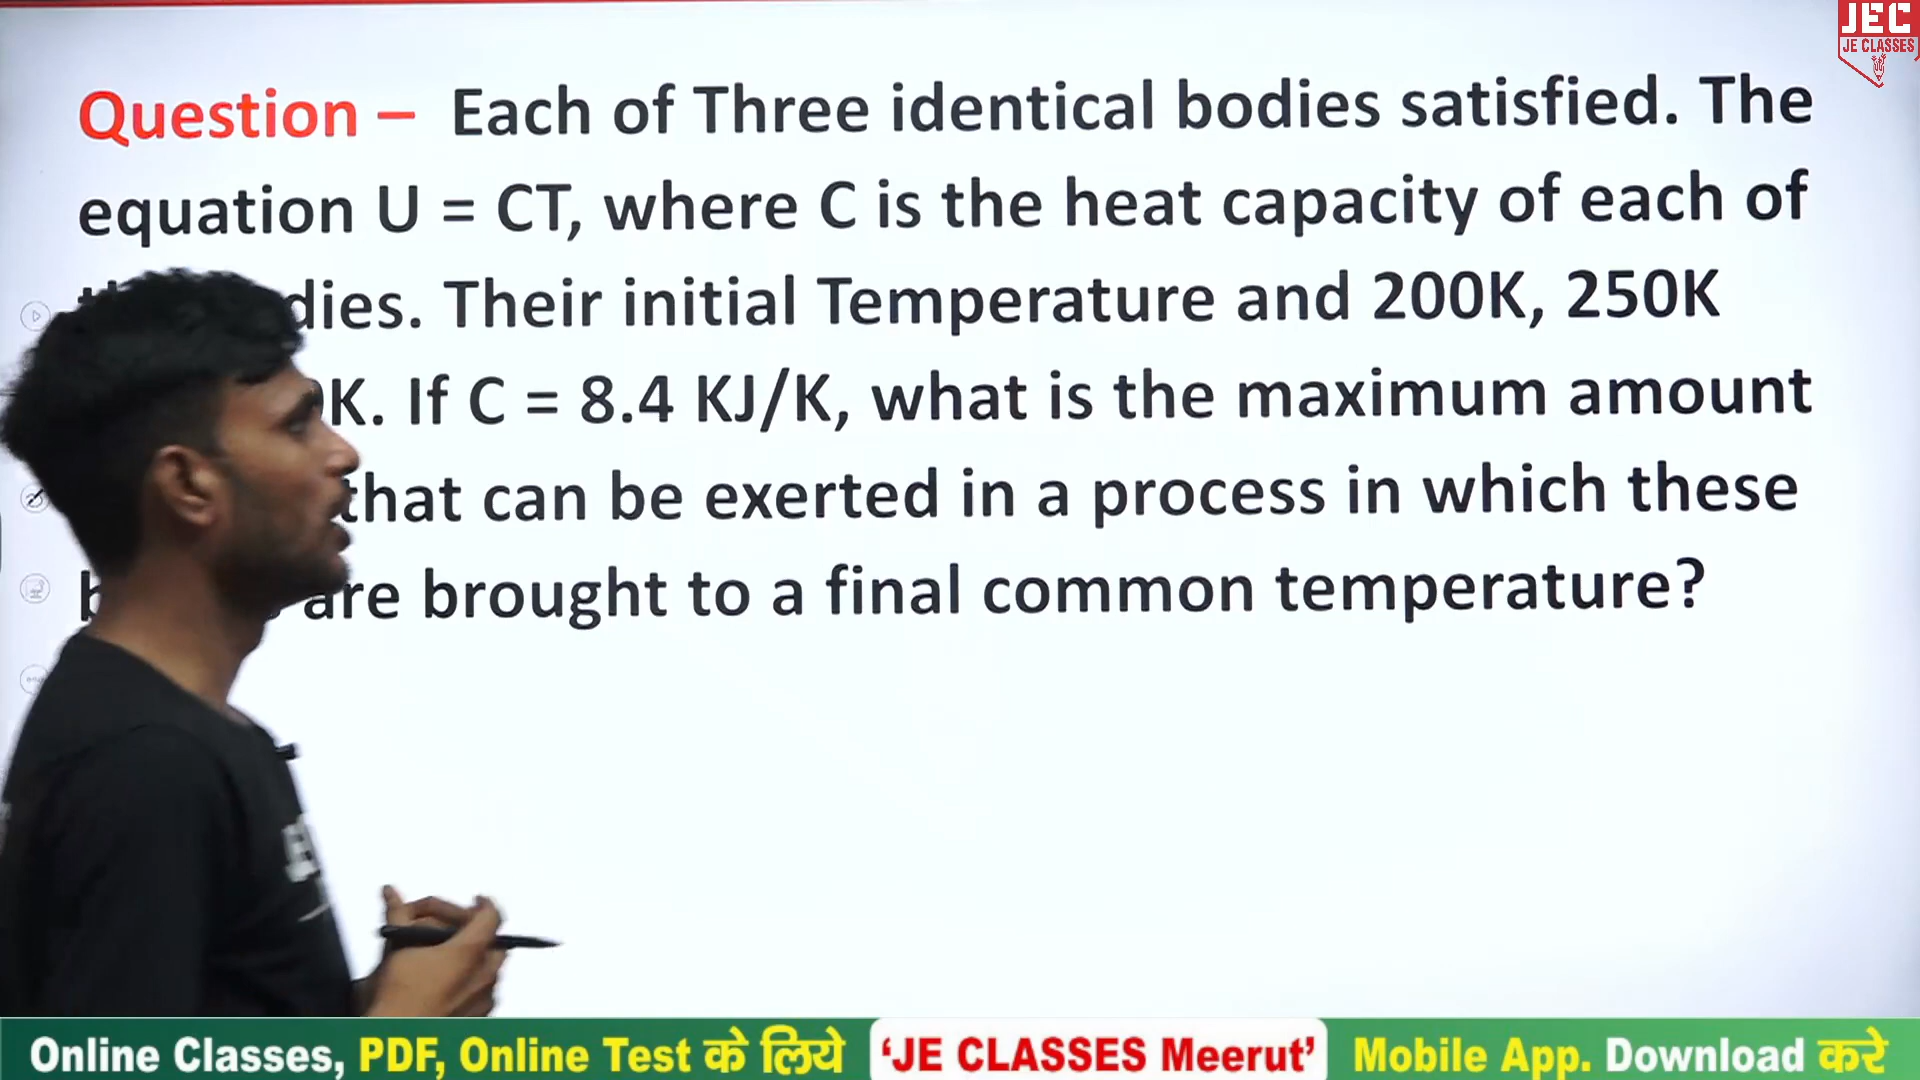 JEC
JE CLASSES
Question – Each of Three identical bodies satisfied. The
equation U = CT, where C is the heat capacity of each of
dies. Their initial Temperature and 200K, 250K
K. If C = 8.4 KJ/K, what is the maximum amount
that can be exerted in a process in which these
are brought to a final common temperature?
Online Classes, PDF, Online Test के लिये 'JE CLASSES Meerut' Mobile App. Download करे